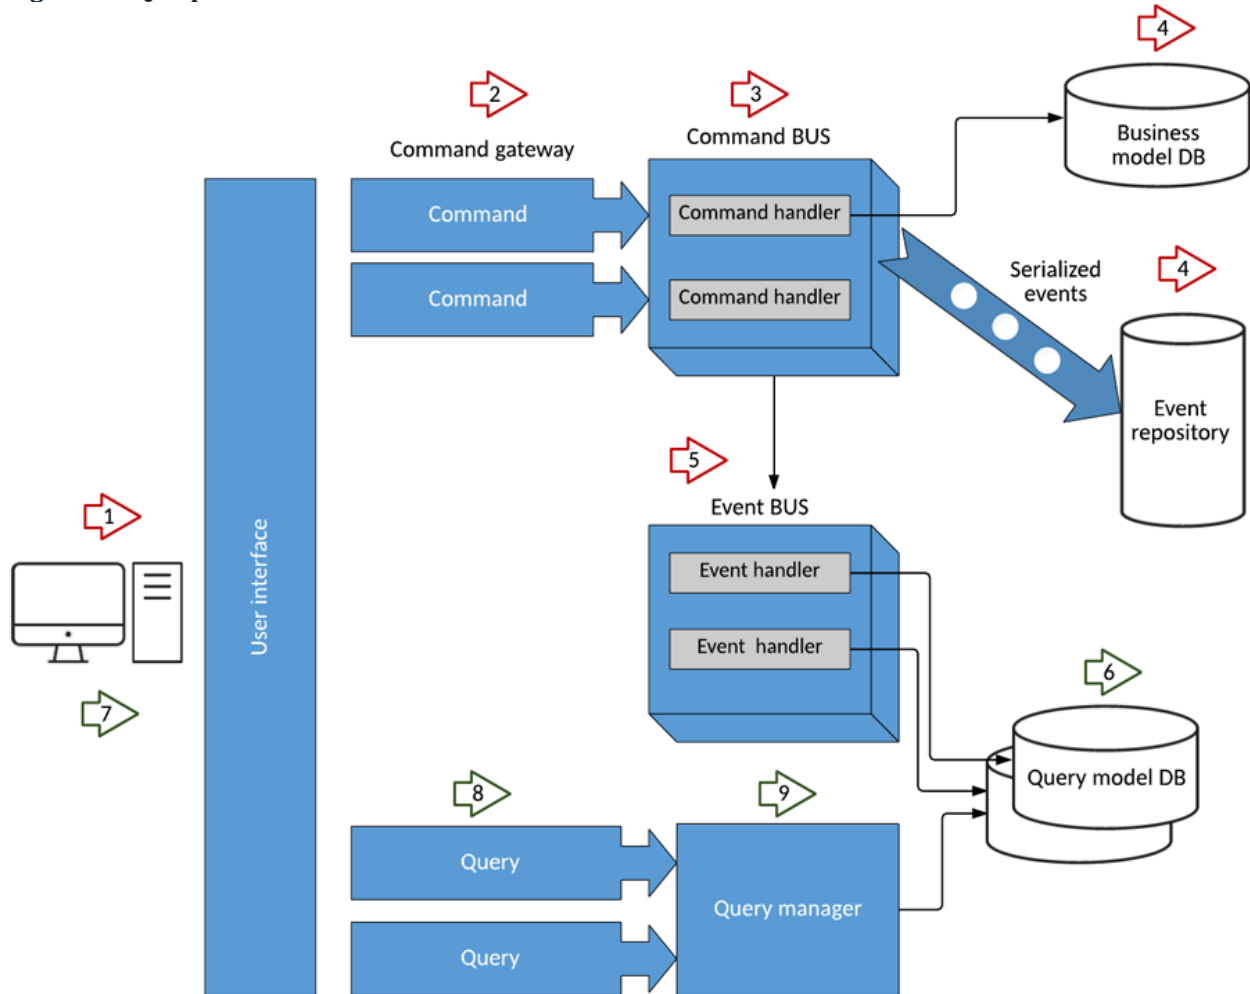 4
2
3
Command BUS
Command gateway
Business
model DB
Command
Command handler
Serialized
events
4
Command
Command handler
Event
repository
5
Event BUS
1
User interface
Event handler
Event handler
6
7
Query model DB
8
9
Query
Query manager
Query